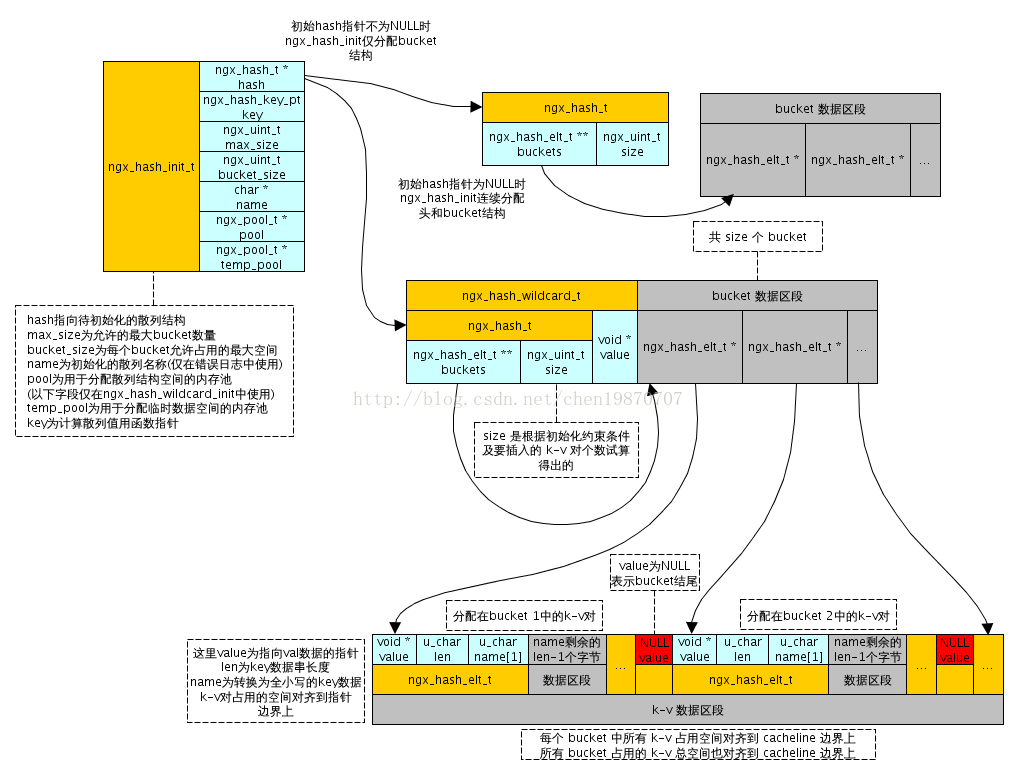 初始hash指针不为NULL时
ngx_hash_init仅分配bucket
结构
ngx_hash_init_t
ngx_hash_t *
hash
ngx_hash_key_pt
key
ngx_uint_t
max_size
ngx_uint_t
bucket_size
char *
name
ngx_pool_t *
pool
ngx_pool_t *
temp_pool
ngx_hash_t
ngx_hash_elt_t **
buckets
ngx_uint_t
size
bucket 数据区段
ngx_hash_elt_t *
ngx_hash_elt_t *
...
初始hash指针为NULL时
ngx_hash_init连续分配
头和bucket结构
共 size 个 bucket
hash指向待初始化的散列结构
max_size为允许的最大bucket数量
bucket_size为每个bucket允许占用的最大空间
name为初始化的散列名称(仅在错误日志中使用)
pool为用于分配散列结构空间的内存池
(以下字段仅在ngx_hash_wildcard_init中使用)
temp_pool为用于分配临时数据空间的内存池
key为计算散列值用函数指针
ngx_hash_wildcard_t
bucket 数据区段
ngx_hash_t
void *
value
ngx_hash_elt_t **
buckets
ngx_uint_t
size
ngx_hash_elt_t *
ngx_hash_elt_t *
...
http://blog.csdn.net/chen19870707
size 是根据初始化约束条件
及要插入的 k-v 对个数试算
得出的
value为NULL
表示bucket结尾
分配在bucket 1中的k-v对
分配在bucket 2中的k-v对
这里value为指向val数据的指针
len为key数据串长度
name为转换为全小写的key数据
k-v对占用的空间对齐到指针
边界上
void *
value
u_char
len
u_char
name[1]
name剩余的
len-1个字节
...
NULL
value
void *
value
u_char
len
u_char
name[1]
name剩余的
len-1个字节
...
NULL
value
...
ngx_hash_elt_t
数据区段
ngx_hash_elt_t
数据区段
k-v 数据区段
每个 bucket 中所有 k-v 占用空间对齐到 cacheline 边界上
所有 bucket 占用的 k-v 总空间也对齐到 cacheline 边界上